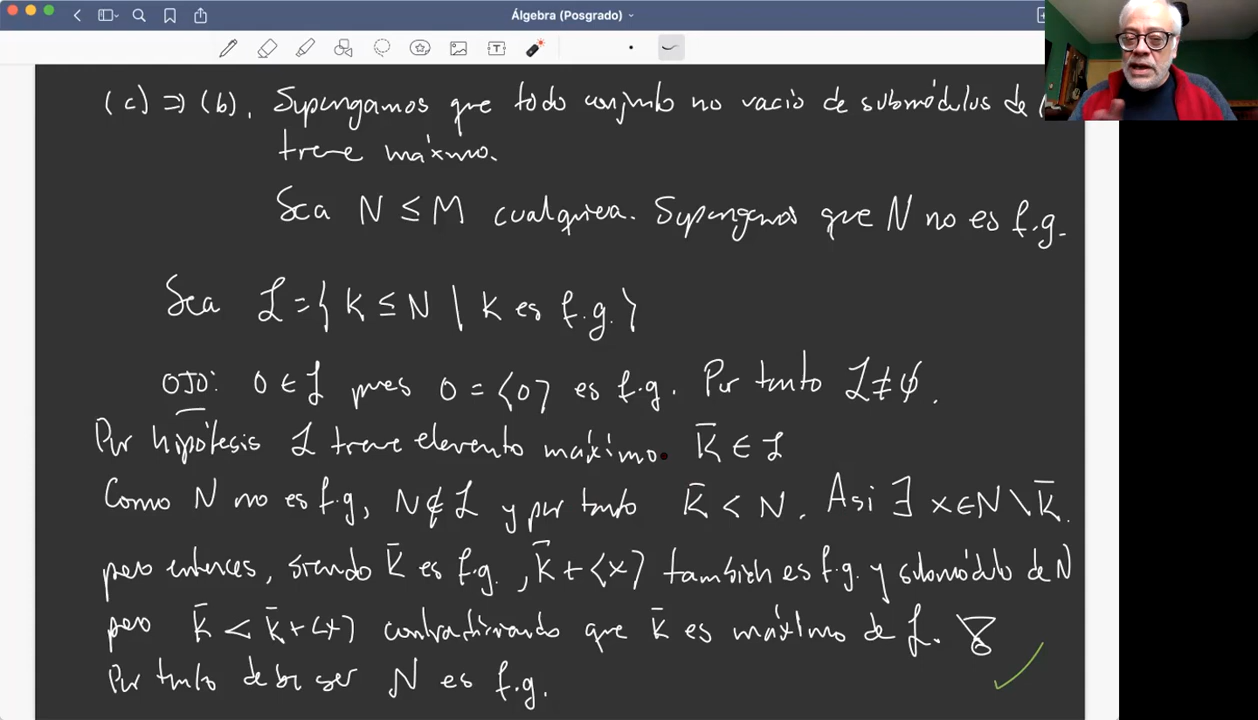 Álgebra (Posgrado)
(c) ⇒ (b). Supongamos que todo conjunto no vacío de submódulos de
tiene máximo.
Sea N ≤ M cualquiera. Supongamos que N no es f.g.
Sea ℒ = { K ≤ N | K es f.g. }
OJO: 0 ∈ ℒ pues 0 = ⟨0⟩ es f.g. Por tanto ℒ ≠ ∅.
Por hipótesis ℒ tiene elemento máximo K̄ ∈ ℒ
Como N no es f.g, N ∉ ℒ y por tanto K̄ < N. Así ∃ x ∈ N \ K̄.
pero entonces, siendo K̄ es f.g., K̄ + ⟨x⟩ también es f.g. y submódulo de N
pero K̄ < K̄ + ⟨x⟩ contradiciendo que K̄ es máximo de ℒ.
Por tanto debe ser N es f.g.